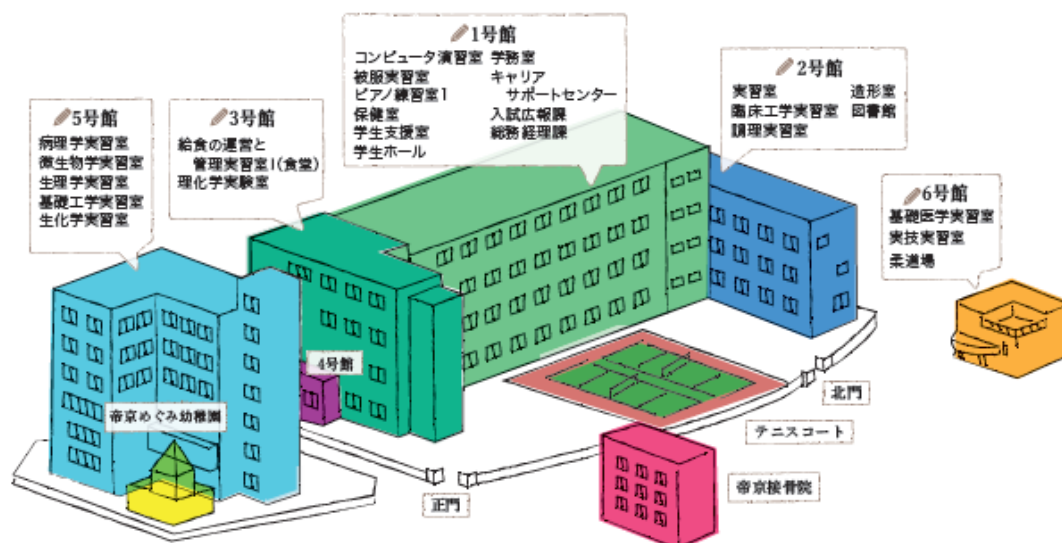 1号館
コンピュータ演習室 学務室
被服実習室 キャリア
ピアノ練習室1 サポートセンター
保健室 入試広報課
学生支援室 総務経理課
学生ホール
2号館
実習室 造形室
臨床工学実習室 図書館
調理実習室
5号館
病理学実習室
微生物学実習室
生理学実習室
基礎工学実習室
生化学実習室
3号館
給食の運営と
管理実習室I(食堂)
理化学実験室
6号館
基礎医学実習室
実技実習室
柔道場
4号館
帝京めぐみ幼稚園
北門
テニスコート
正門
帝京接骨院